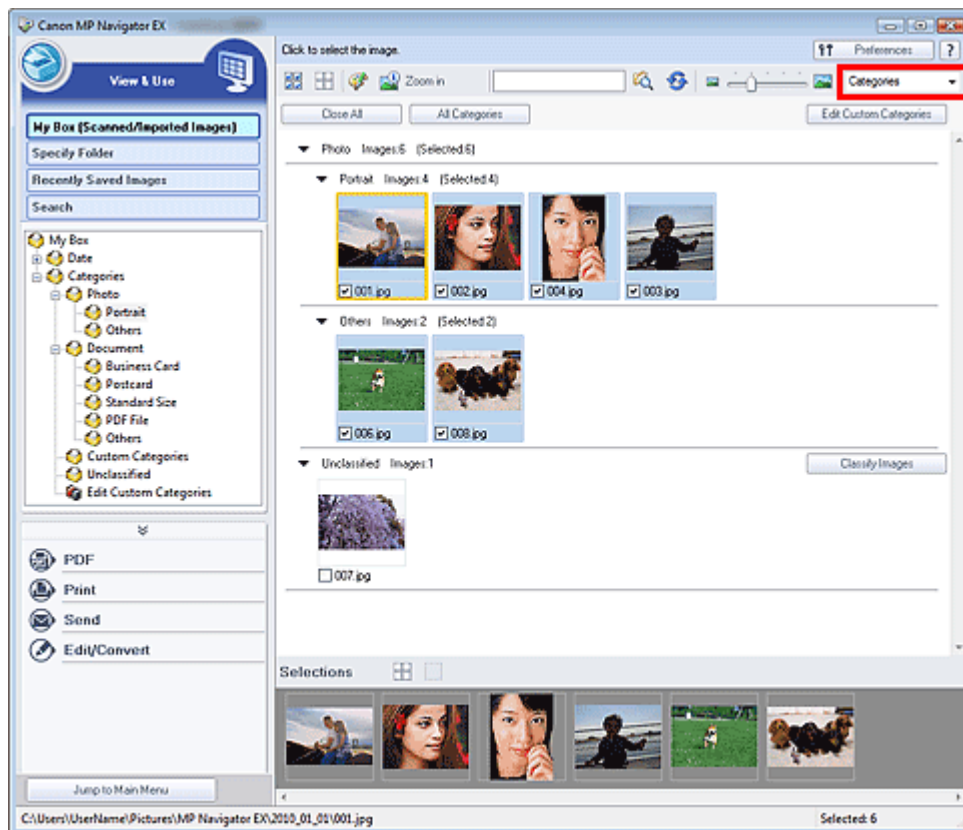 Canon MP Navigator EX
View & Use
My Box (Scanned/Imported Images)
Specify Folder
Recently Saved Images
Search
My Box
Date
Categories
Photo
Portrait
Others
Document
Business Card
Postcard
Standard Size
PDF File
Others
Custom Categories
Unclassified
Edit Custom Categories
PDF
Print
Send
Edit/Convert
Jump to Main Menu
Click to select the image.
Preferences ?
Zoom in
Categories
Close All All Categories Edit Custom Categories
Photo Images:6 (Selected:6)
Portrait Images:4 (Selected:4)
001.jpg 002.jpg 004.jpg 003.jpg
Others Images:2 (Selected:2)
006.jpg 008.jpg
Unclassified Images:1 Classify Images
007.jpg
Selections
C:\Users\UserName\Pictures\MP Navigator EX\2010_01_01\001.jpg Selected: 6